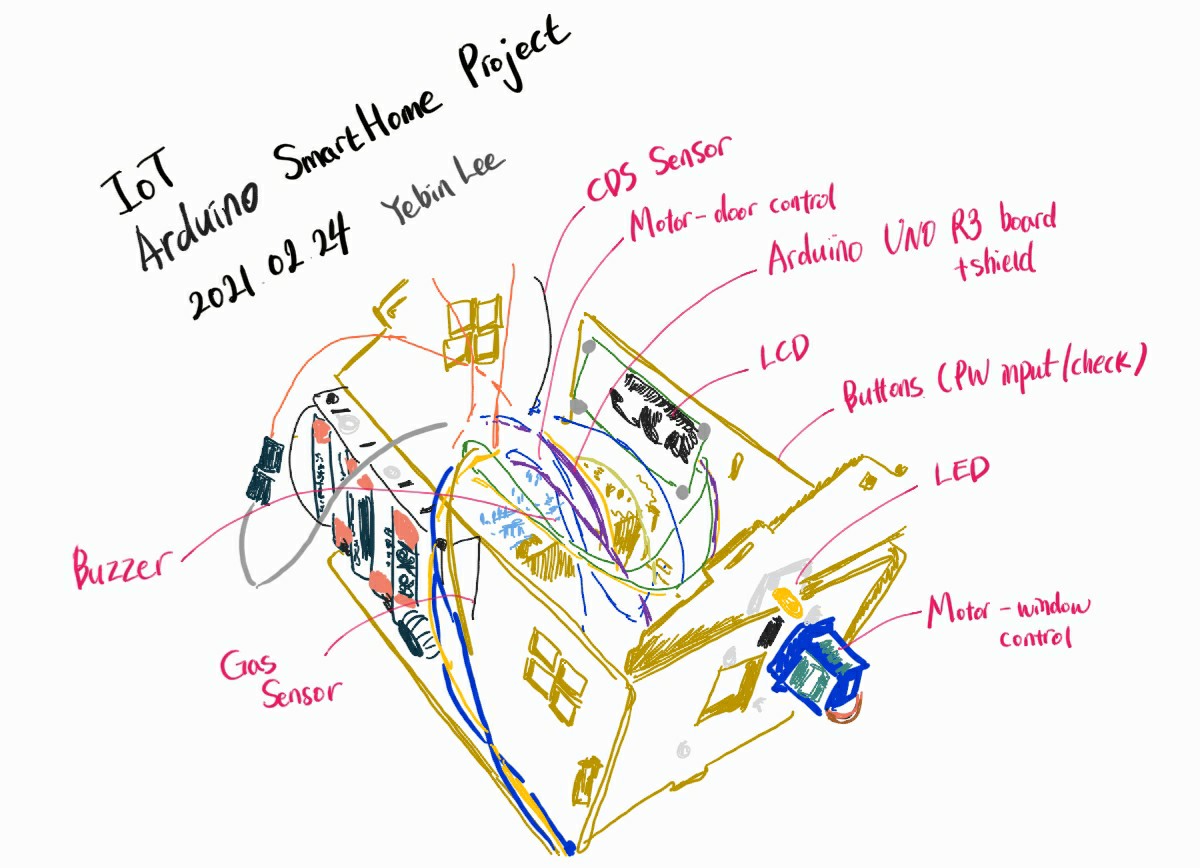 IoT
Arduino SmartHome Project
2021.02.24 Yebin Lee
CDS Sensor
Motor-door control
Arduino UNO R3 board
+shield
LCD
Buttons (PW input/check)
LED
Motor-window
control
Buzzer
Gas
Sensor